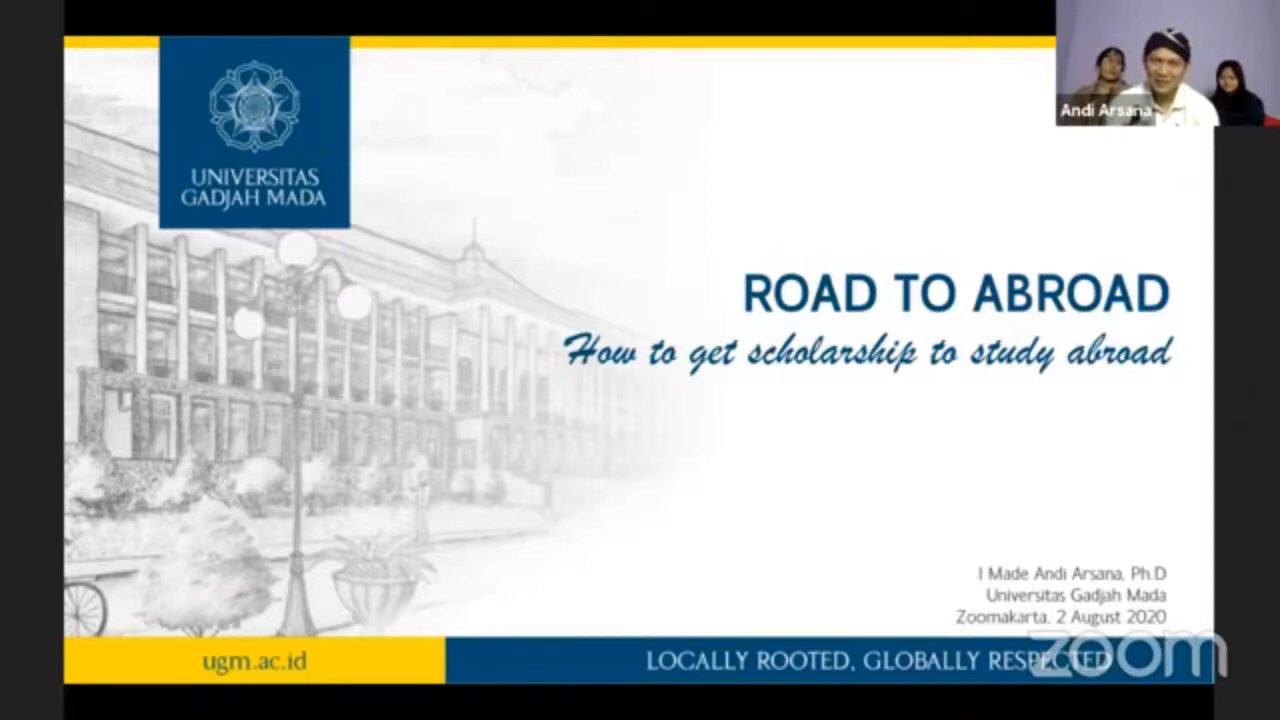 UNIVERSITAS
GADJAH MADA
Andi Arsana
ROAD TO ABROAD
How to get scholarship to study abroad
I Made Andi Arsana, Ph.D
Universitas Gadjah Mada
Zoomakarta, 2 August 2020
ugm.ac.id
LOCALLY ROOTED, GLOBALLY RESPECTED
zoom